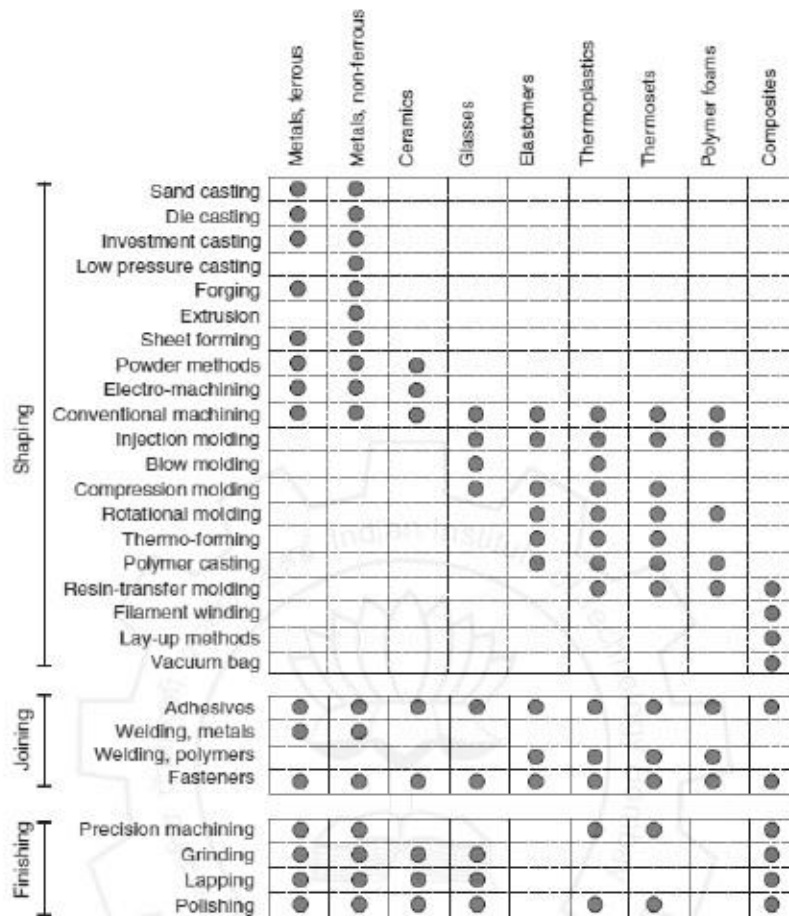 Metals, ferrous
Metals, non-ferrous
Ceramics
Glasses
Elastomers
Thermoplastics
Thermosets
Polymer foams
Composites
Shaping
Sand casting
Die casting
Investment casting
Low pressure casting
Forging
Extrusion
Sheet forming
Powder methods
Electro-machining
Conventional machining
Injection molding
Blow molding
Compression molding
Rotational molding
Thermo-forming
Polymer casting
Resin-transfer molding
Filament winding
Lay-up methods
Vacuum bag
Joining
Adhesives
Welding, metals
Welding, polymers
Fasteners
Finishing
Precision machining
Grinding
Lapping
Polishing
Indian Institute